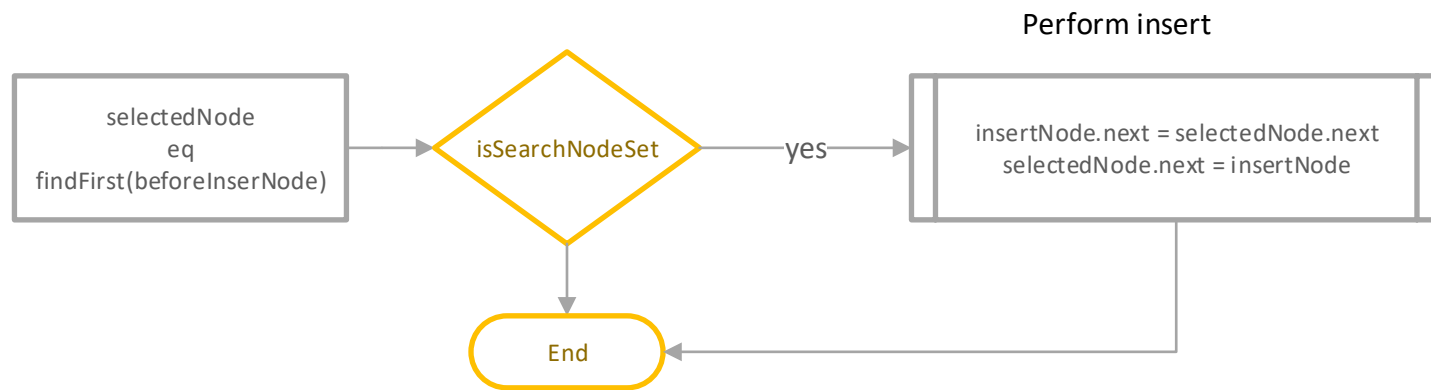 Perform insert
selectedNode
eq
findFirst(beforeInserNode)
isSearchNodeSet
yes
insertNode.next = selectedNode.next
selectedNode.next = insertNode
End